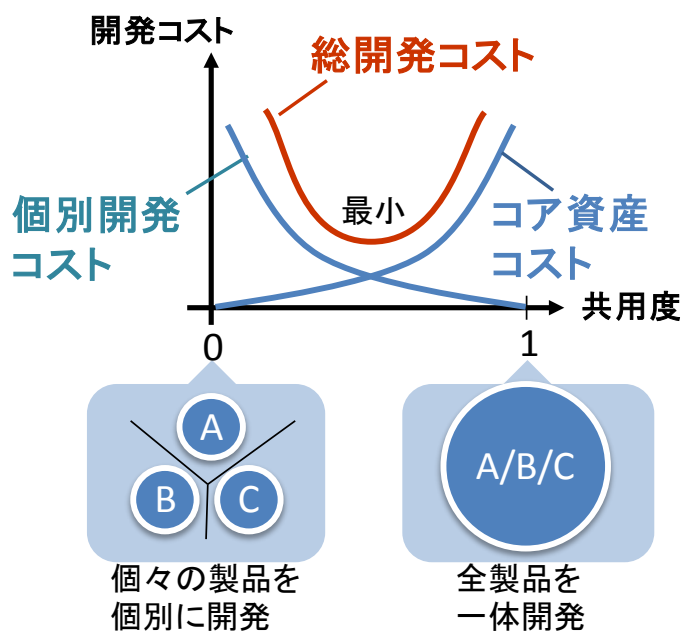 開発コスト
総開発コスト
個別開発
コスト
最小
コア資産
コスト
共用度
0
1
A
B
C
A/B/C
個々の製品を
個別に開発
全製品を
一体開発